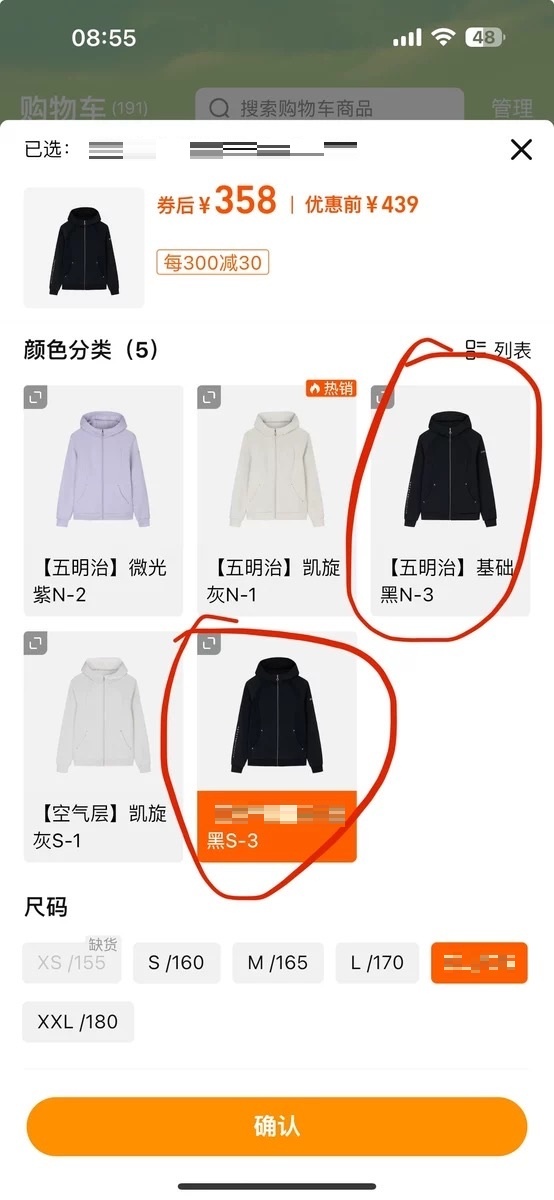 08:55
48
购物车(191)
搜索购物车商品
管理
已选：
券后¥358 | 优惠前¥439
每300减30
颜色分类（5）
列表
热销
【五明治】微光
紫N-2
【五明治】凯旋
灰N-1
【五明治】基础
黑N-3
【空气层】凯旋
灰S-1
黑S-3
尺码
缺货
XS /155
S /160
M /165
L /170
XXL /180
确认